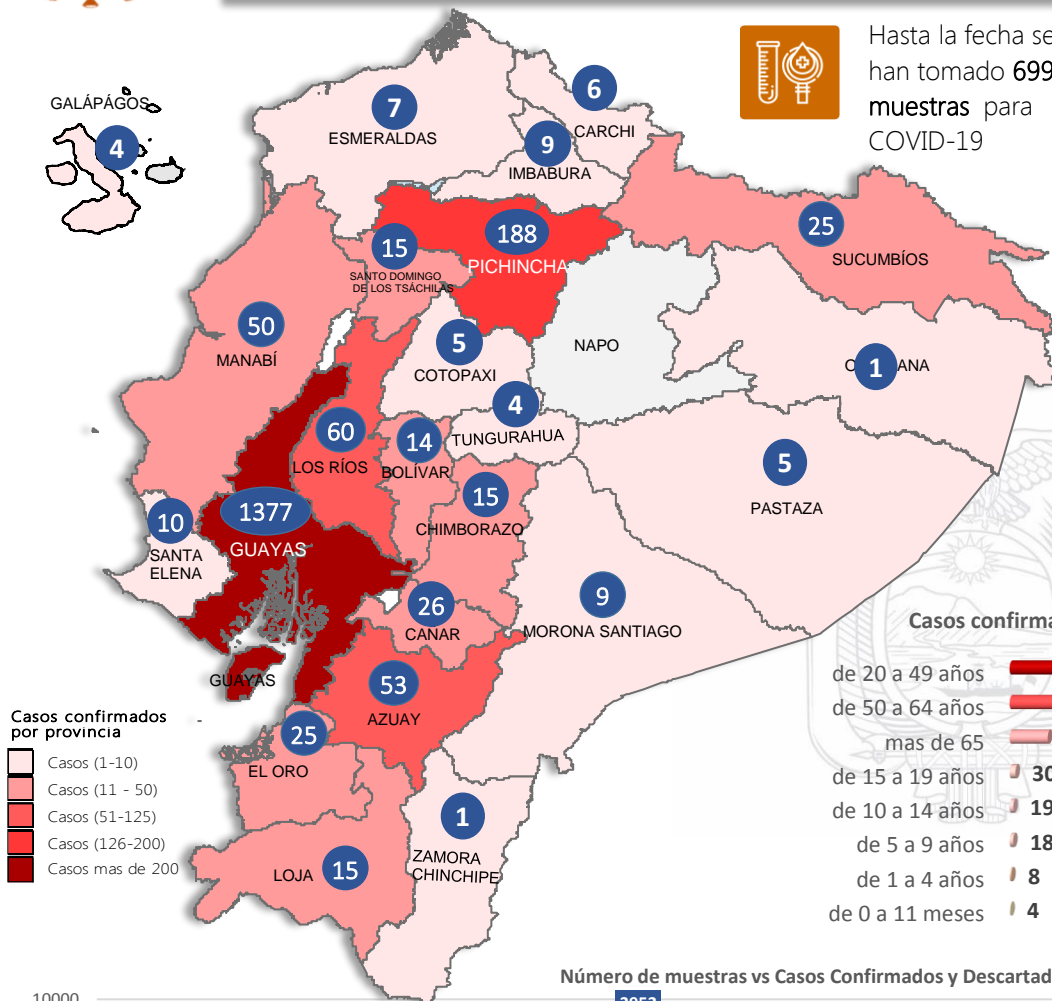 Hasta la fecha se
han tomado 699
muestras para
COVID-19
GALÁPAGOS
4
7
ESMERALDAS
6
CARCHI
9
IMBABURA
25
SUCUMBÍOS
188
PICHINCHA
15
SANTO DOMINGO
DE LOS TSÁCHILAS
50
MANABÍ
5
COTOPAXI
NAPO
1
4
TUNGURAHUA
60
LOS RÍOS
14
BOLÍVAR
15
CHIMBORAZO
5
PASTAZA
10
SANTA
ELENA
1377
GUAYAS
GUAYAS
26
CANAR
9
MORONA SANTIAGO
53
AZUAY
25
EL ORO
1
ZAMORA
CHINCHIPE
LOJA
15
Casos confirmados
por provincia
Casos (1-10)
Casos (11 - 50)
Casos (51-125)
Casos (126-200)
Casos mas de 200
Casos confirma
de 20 a 49 años
de 50 a 64 años
mas de 65
de 15 a 19 años 30
de 10 a 14 años 19
de 5 a 9 años 18
de 1 a 4 años 8
de 0 a 11 meses 4
Número de muestras vs Casos Confirmados y Descartad
10000